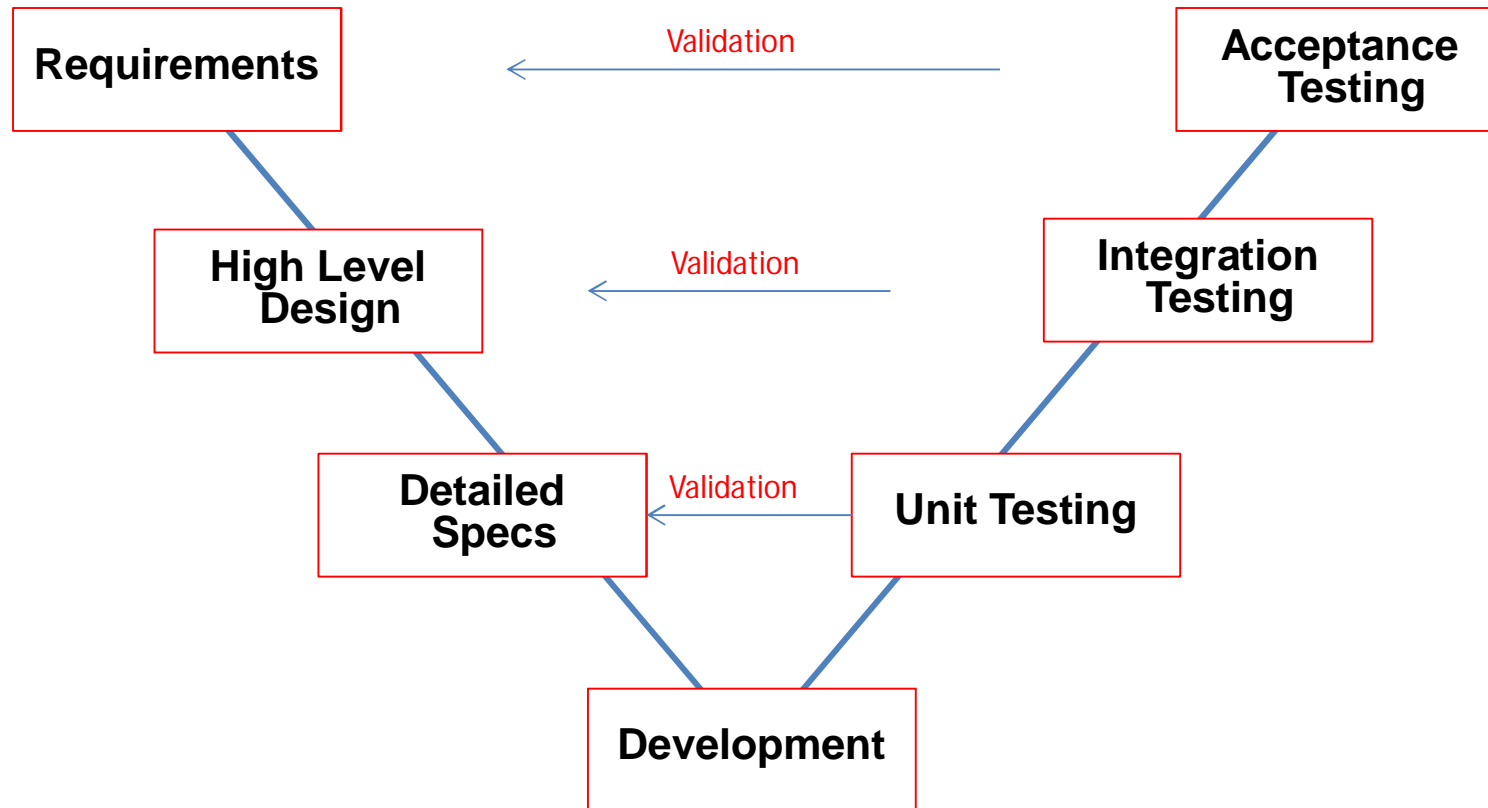 Requirements
Validation
Acceptance
Testing
High Level
Design
Validation
Integration
Testing
Detailed
Specs
Validation
Unit Testing
Development